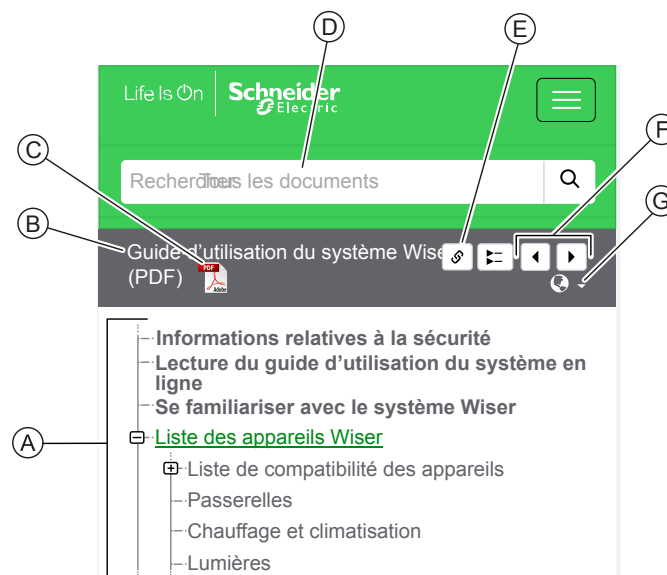 D
E
Life Is On
Schneider
Electric
C
F
Rechercher Tous les documents
G
B
Guide d'utilisation du système Wiser
(PDF)
PDF
Adobe
Informations relatives à la sécurité
Lecture du guide d'utilisation du système en
ligne
Se familiariser avec le système Wiser
A
Liste des appareils Wiser
Liste de compatibilité des appareils
Passerelles
Chauffage et climatisation
Lumières